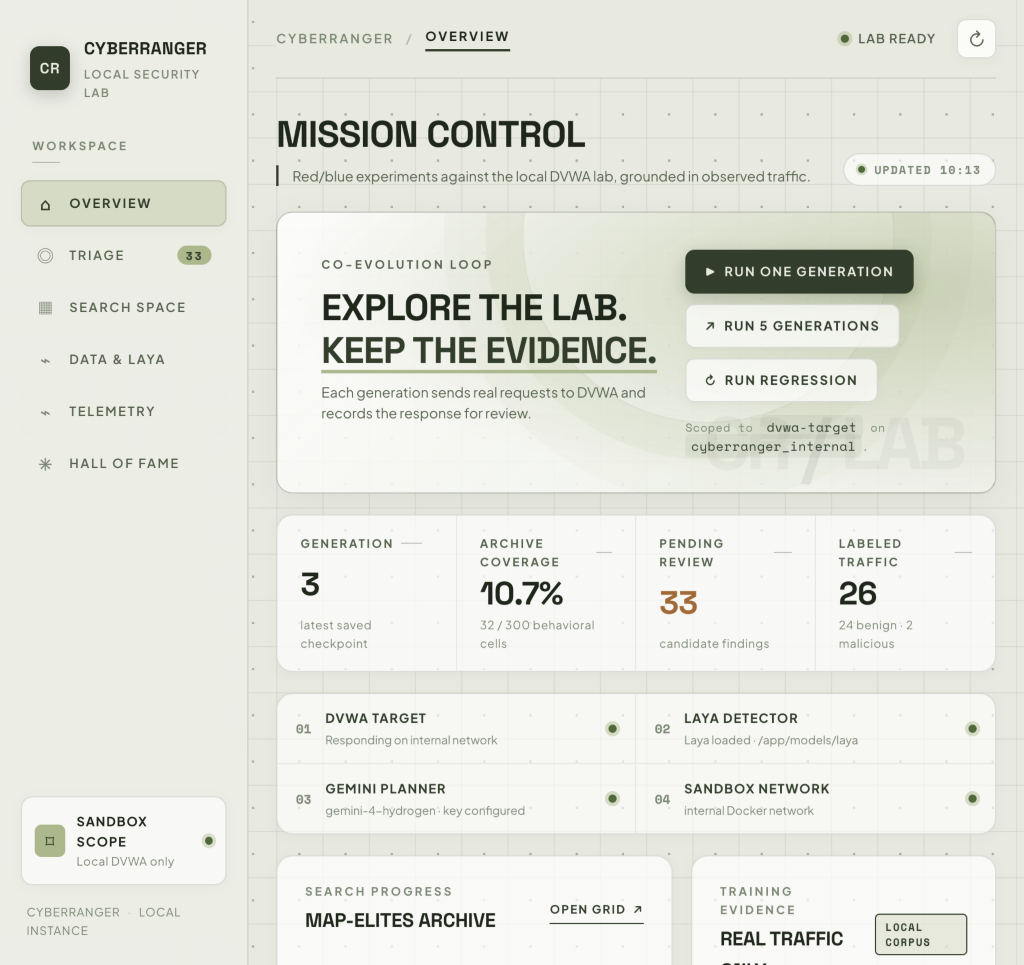 CR
CYBERRANGER
LOCAL SECURITY
LAB
WORKSPACE
OVERVIEW
TRIAGE 33
SEARCH SPACE
DATA & LAYA
TELEMETRY
HALL OF FAME
SANDBOX
SCOPE
Local DVWA only
CYBERRANGER · LOCAL
INSTANCE
CYBERRANGER / OVERVIEW
LAB READY
MISSION CONTROL
Red/blue experiments against the local DVWA lab, grounded in observed traffic.
UPDATED 10:13
CO-EVOLUTION LOOP
EXPLORE THE LAB.
KEEP THE EVIDENCE.
Each generation sends real requests to DVWA and
records the response for review.
RUN ONE GENERATION
RUN 5 GENERATIONS
RUN REGRESSION
Scoped to dvwa-target on
cyberranger_internal .
CR/LAB
GENERATION
3
latest saved
checkpoint
ARCHIVE
COVERAGE
10.7%
32 / 300 behavioral
cells
PENDING
REVIEW
33
candidate findings
LABELED
TRAFFIC
26
24 benign · 2
malicious
01 DVWA TARGET
Responding on internal network
02 LAYA DETECTOR
Laya loaded · /app/models/laya
03 GEMINI PLANNER
gemini-4-hydrogen · key configured
04 SANDBOX NETWORK
internal Docker network
SEARCH PROGRESS
MAP-ELITES ARCHIVE
OPEN GRID ↗
TRAINING
EVIDENCE
REAL TRAFFIC
ONLY
LOCAL
CORPUS